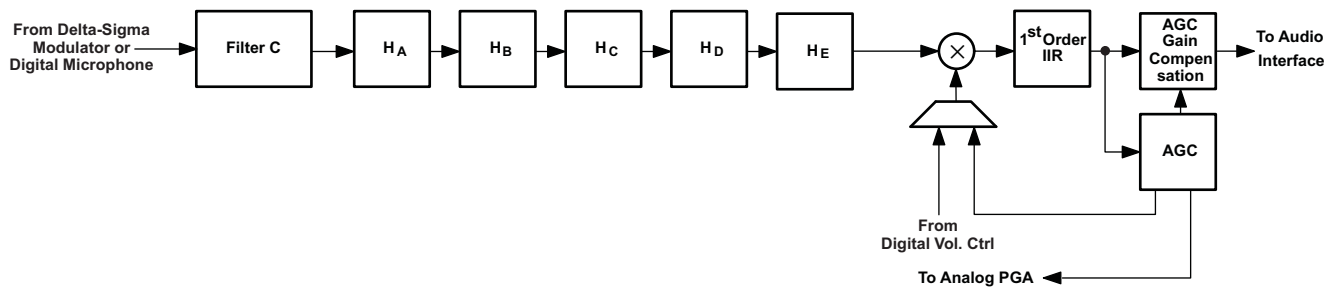 From Delta-Sigma
Modulator or
Digital Microphone
Filter C
HA
HB
HC
HD
HE
×
1st Order
IIR
AGC
Gain
Compen
sation
To Audio
Interface
AGC
From
Digital Vol. Ctrl
To Analog PGA